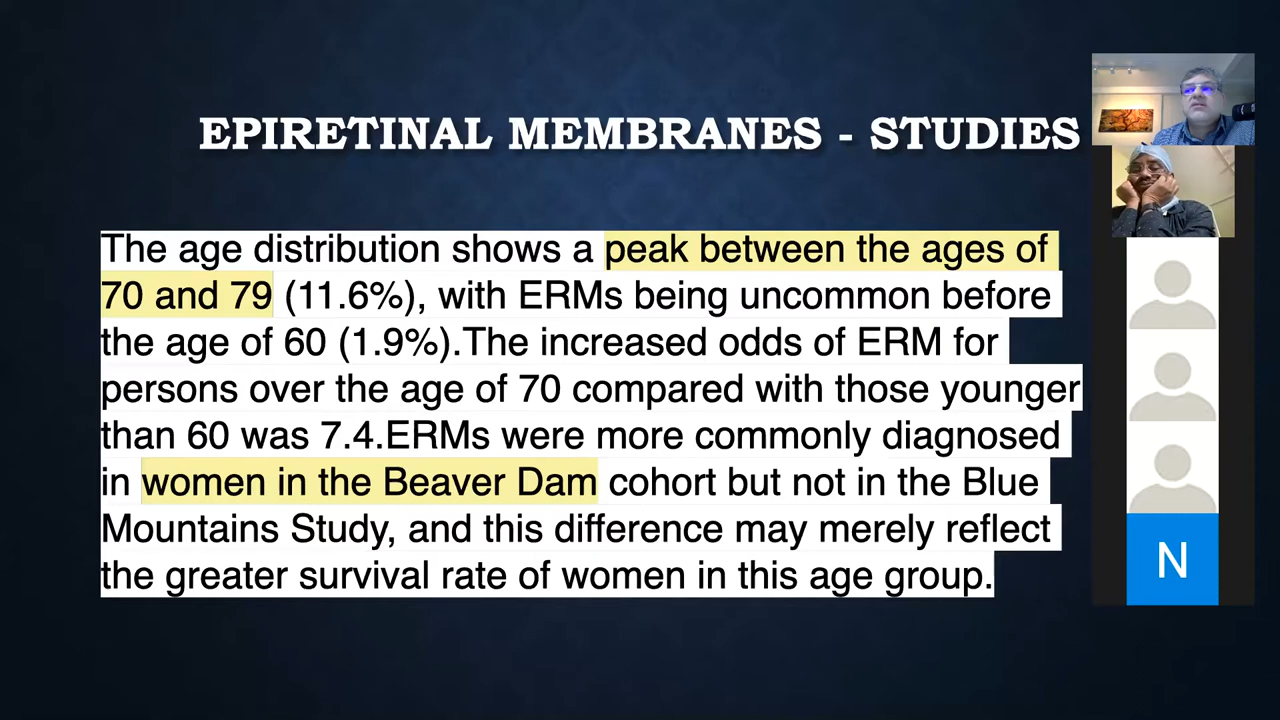 EPIRETINAL MEMBRANES - STUDIES
The age distribution shows a peak between the ages of
70 and 79 (11.6%), with ERMs being uncommon before
the age of 60 (1.9%).The increased odds of ERM for
persons over the age of 70 compared with those younger
than 60 was 7.4.ERMs were more commonly diagnosed
in women in the Beaver Dam cohort but not in the Blue
Mountains Study, and this difference may merely reflect
the greater survival rate of women in this age group.
N